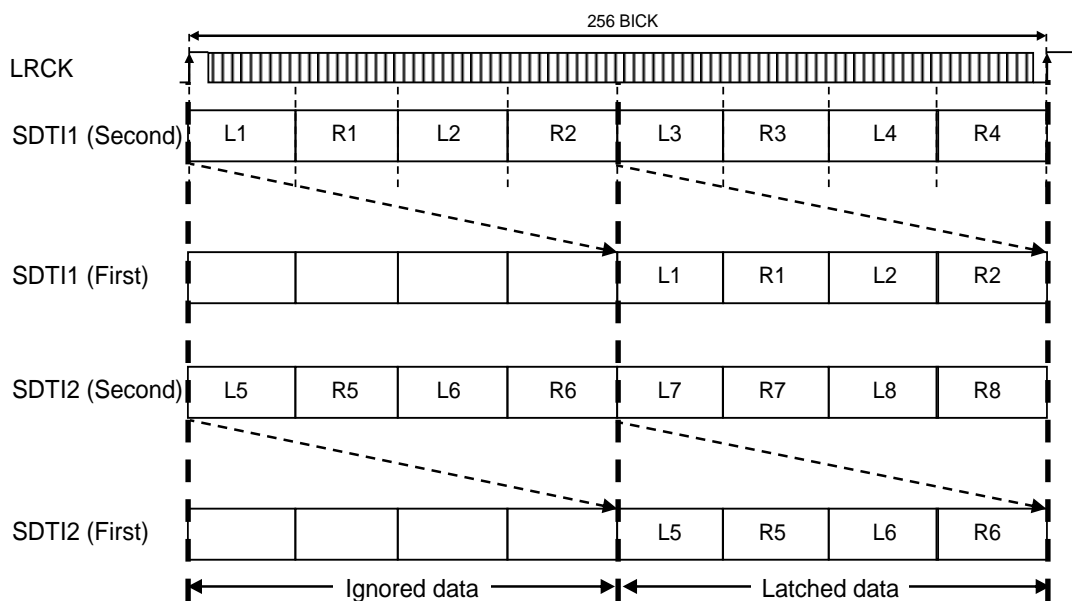 256 BICK
LRCK
SDTI1 (Second) L1 R1 L2 R2 L3 R3 L4 R4
SDTI1 (First) L1 R1 L2 R2
SDTI2 (Second) L5 R5 L6 R6 L7 R7 L8 R8
SDTI2 (First) L5 R5 L6 R6
Ignored data Latched data